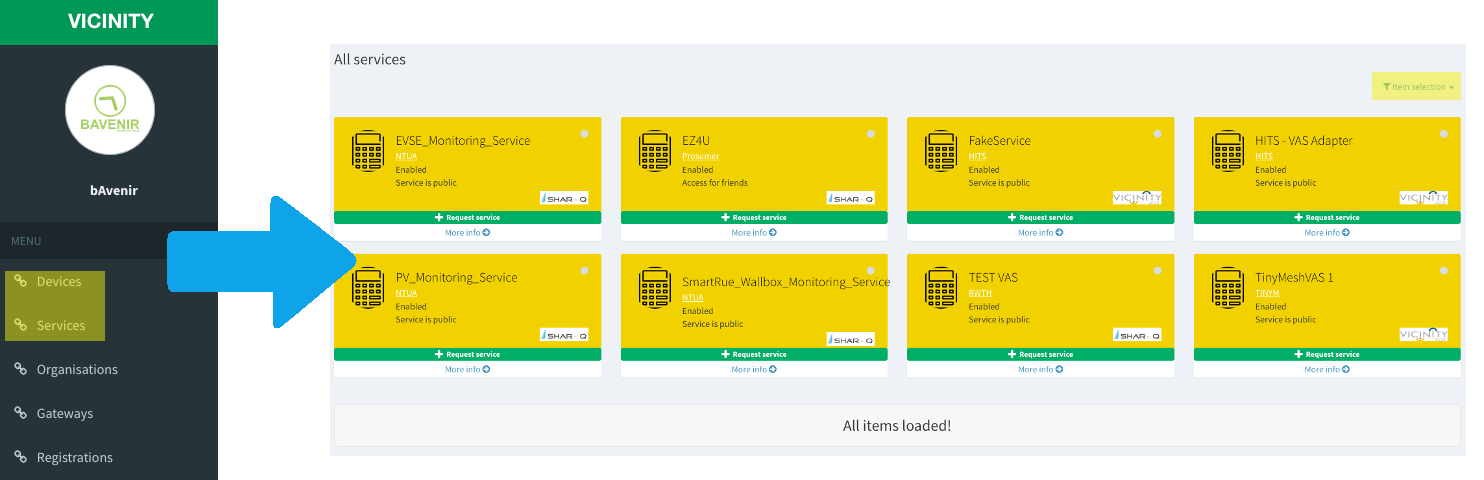 VICINITY
BAVENIR
bAvenir
MENU
Devices
Services
Organisations
Gateways
Registrations
All services
Item selection
EVSE_Monitoring_Service
NTUA
Enabled
Service is public
SHAR - Q
Request service
More info
EZ4U
Prosumer
Enabled
Access for friends
SHAR - Q
Request service
More info
FakeService
HITS
Enabled
Service is public
VICINITY
Request service
More info
HITS - VAS Adapter
HITS
Enabled
Service is public
VICINITY
Request service
More info
PV_Monitoring_Service
NTUA
Enabled
Service is public
SHAR - Q
Request service
More info
SmartRue_Wallbox_Monitoring_Service
NTUA
Enabled
Service is public
SHAR - Q
Request service
More info
TEST VAS
RWTH
Enabled
Service is public
SHAR - Q
Request service
More info
TinyMeshVAS 1
TINYM
Enabled
Service is public
VICINITY
Request service
More info
All items loaded!